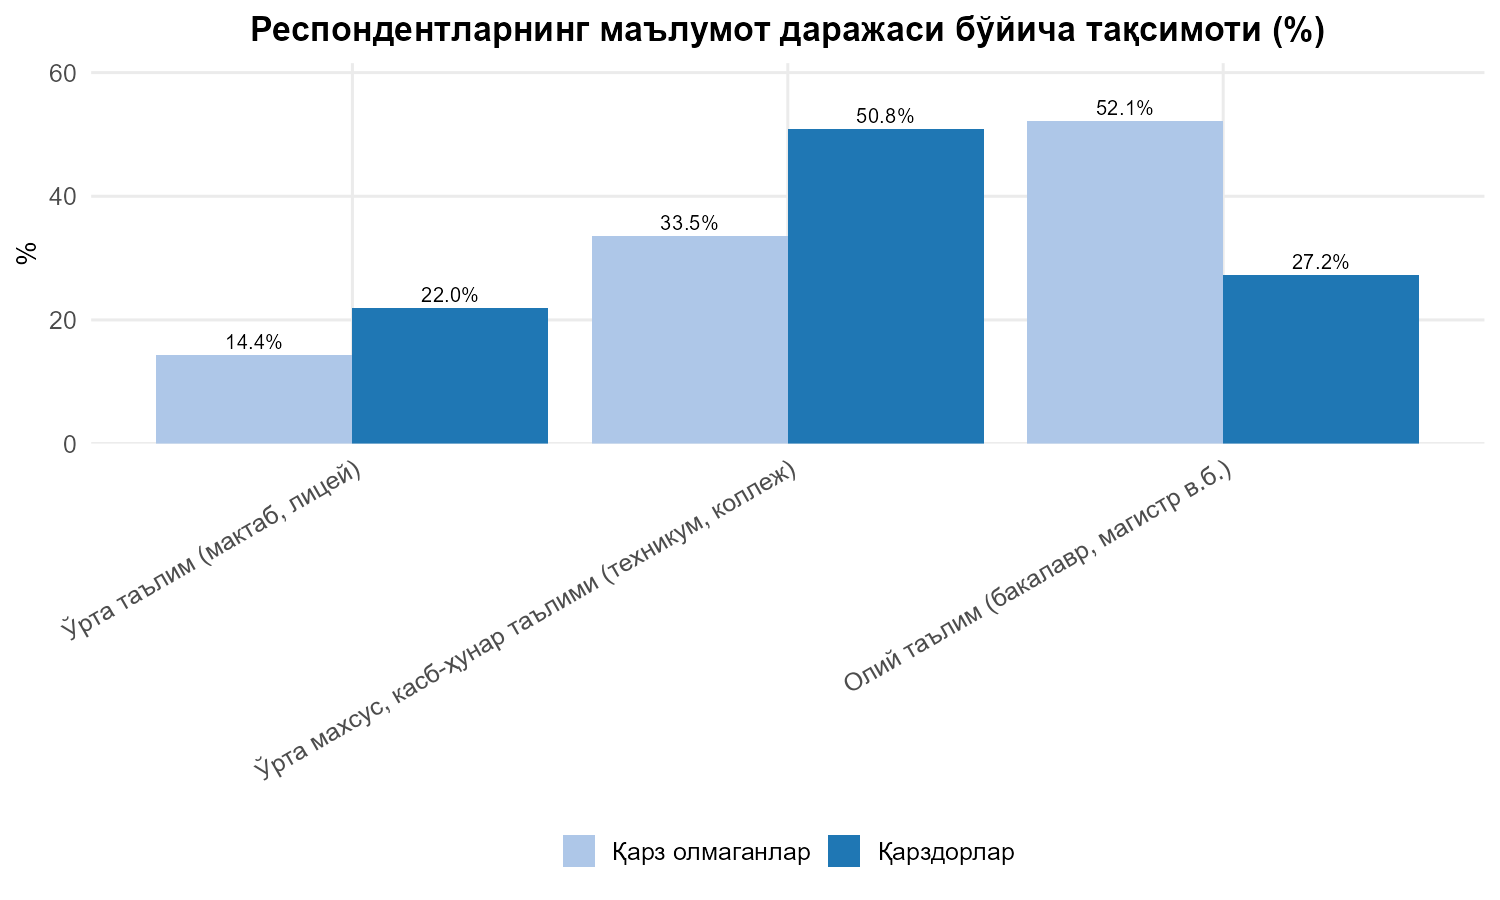 Респондентларнинг маълумот даражаси бўйича тақсимоти (%)
%
60
40
20
0
14.4%
22.0%
33.5%
50.8%
52.1%
27.2%
Ўрта таълим (мактаб, лицей)
Ўрта махсус, касб-ҳунар таълими (техникум, коллеж)
Олий таълим (бакалавр, магистр в.б.)
Қарз олмаганлар
Қарздорлар